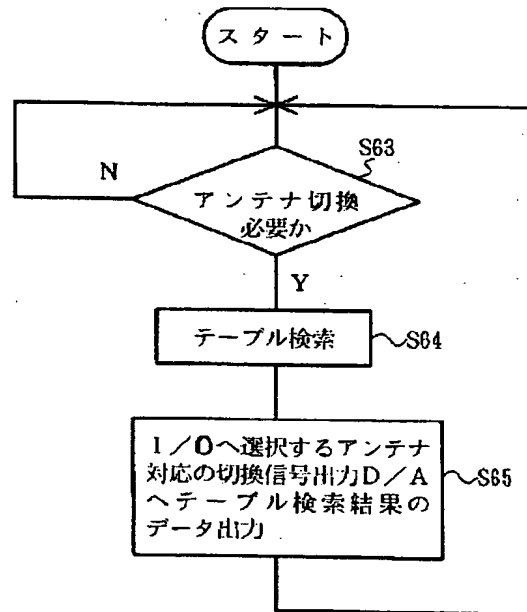 スタート
S63
N
アンテナ切換
必要か
Y
テーブル検索
S64
I/Oへ選択するアンテナ
対応の切換信号出力D/A
へテーブル検索結果の
データ出力
S65